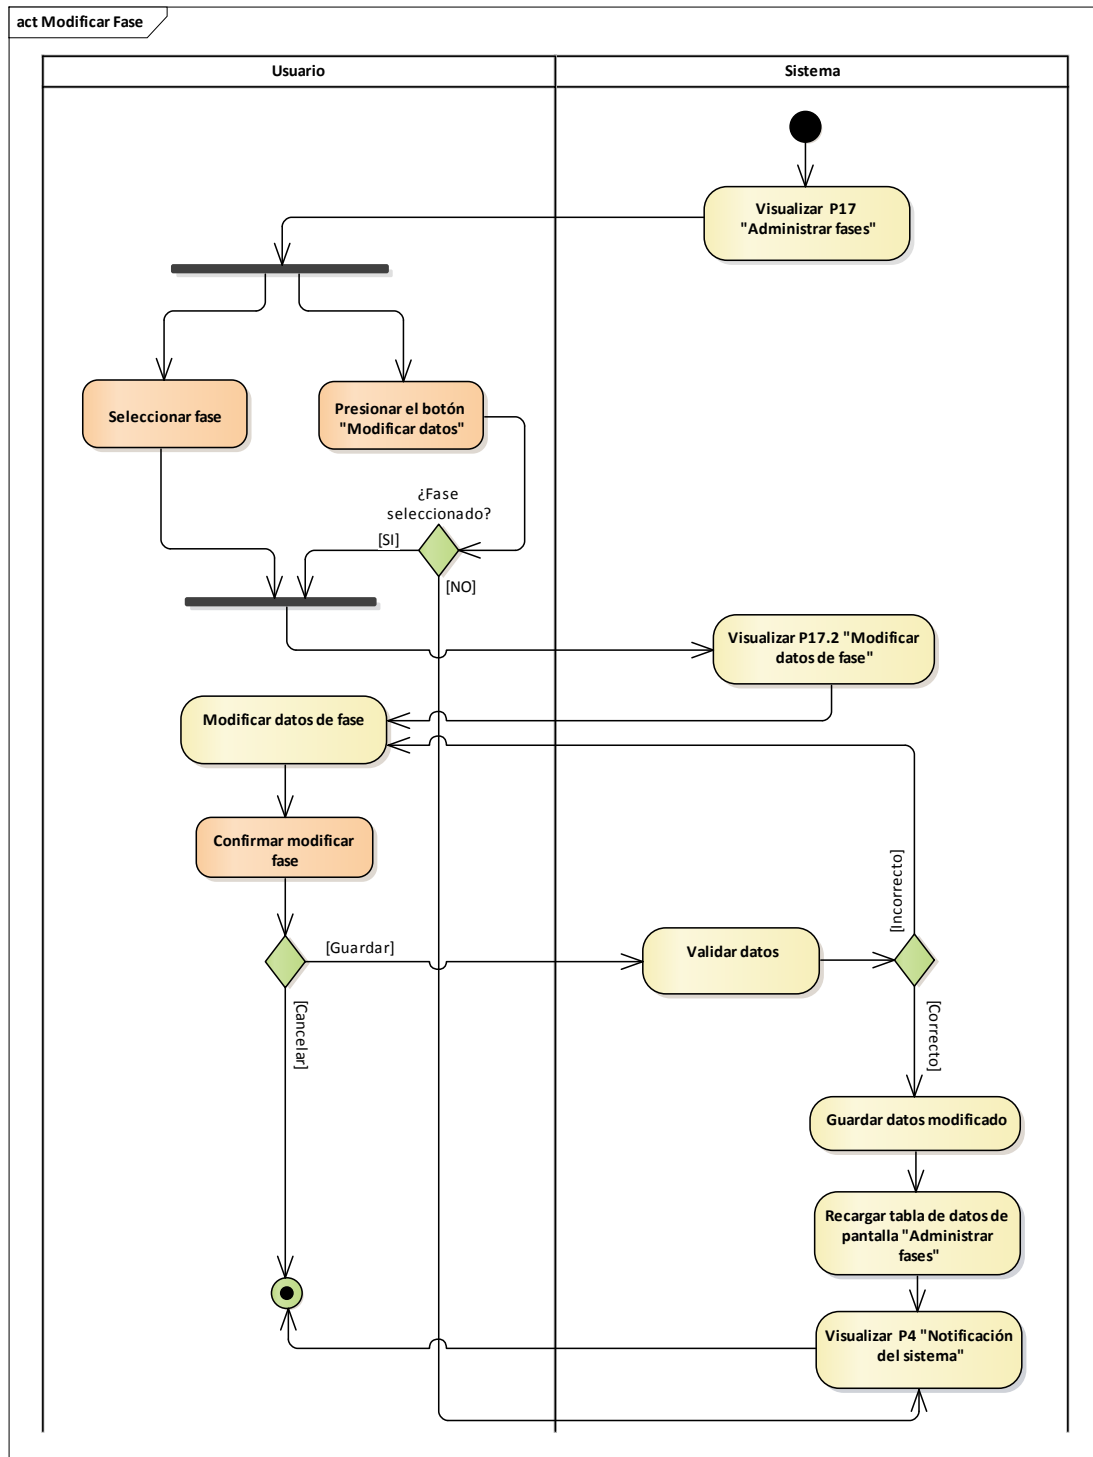 act Modificar Fase
Usuario
Sistema
Visualizar P17
"Administrar fases"
Seleccionar fase
Presionar el botón
"Modificar datos"
¿Fase
seleccionado?
[SI]
[NO]
Visualizar P17.2 "Modificar
datos de fase"
Modificar datos de fase
Confirmar modificar
fase
[Guardar]
[Cancelar]
Validar datos
[Incorrecto]
[Correcto]
Guardar datos modificado
Recargar tabla de datos de
pantalla "Administrar
fases"
Visualizar P4 "Notificación
del sistema"